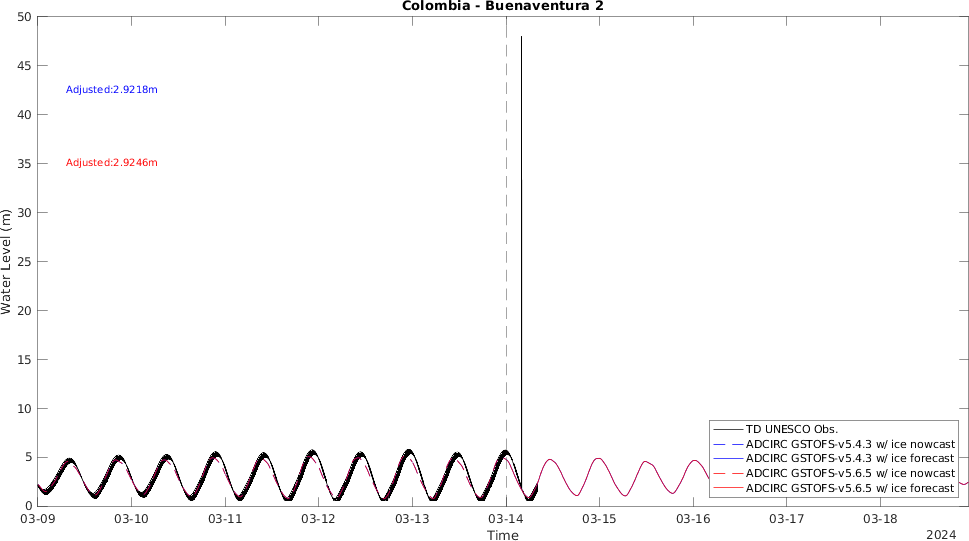 Colombia - Buenaventura 2
50
45
40
35
30
25
20
15
10
5
0
Water Level (m)
Adjusted:2.9218m
Adjusted:2.9246m
TD UNESCO Obs.
ADCIRC GSTOFS-v5.4.3 w/ ice nowcast
ADCIRC GSTOFS-v5.4.3 w/ ice forecast
ADCIRC GSTOFS-v5.6.5 w/ ice nowcast
ADCIRC GSTOFS-v5.6.5 w/ ice forecast
03-09 03-10 03-11 03-12 03-13 03-14 03-15 03-16 03-17 03-18
Time
2024